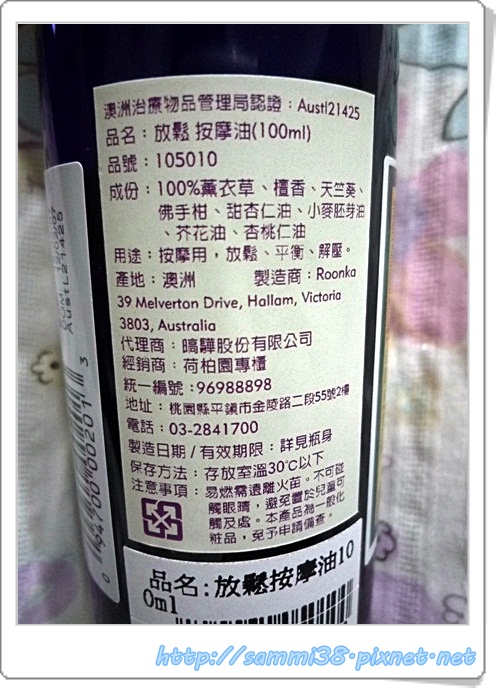 澳洲治療物品管理局認證：Austl21425
品名：放鬆 按摩油(100ml)
品號：105010
成份：100%薰衣草、檀香、天竺葵、
佛手柑、甜杏仁油、小麥胚芽油
、芥花油、杏桃仁油
用途：按摩用，放鬆、平衡、解壓。
產地：澳洲 製造商：Roonka
39 Melverton Drive, Hallam, Victoria
3803, Australia
代理商：皜驊股份有限公司
經銷商：荷柏園專櫃
統一編號:96988898
地址：桃園縣平鎮市金陵路二段55號2樓
電話：03-2841700
製造日期/有效期限：詳見瓶身
保存方法：存放室溫30℃以下
注意事項：易燃需遠離火苗。不可碰
觸眼睛，避免置於兒童可
觸及處。本產品為一般化
粧品，免予申請備查。
品名:放鬆按摩油10
0ml
AustL21425
http://sammi38.pixnet.net